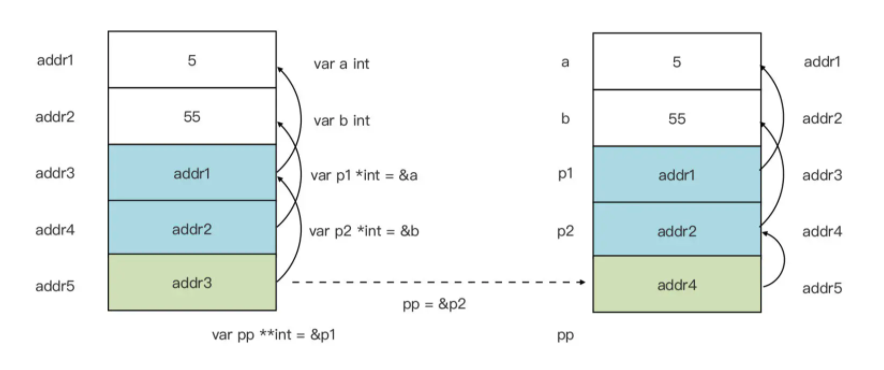 addr1 5 var a int
addr2 55 var b int
addr3 addr1 var p1 *int = &a
addr4 addr2 var p2 *int = &b
addr5 addr3
var pp **int = &p1
pp = &p2
a 5 addr1
b 55 addr2
p1 addr1 addr3
p2 addr2 addr4
addr4 addr5
pp